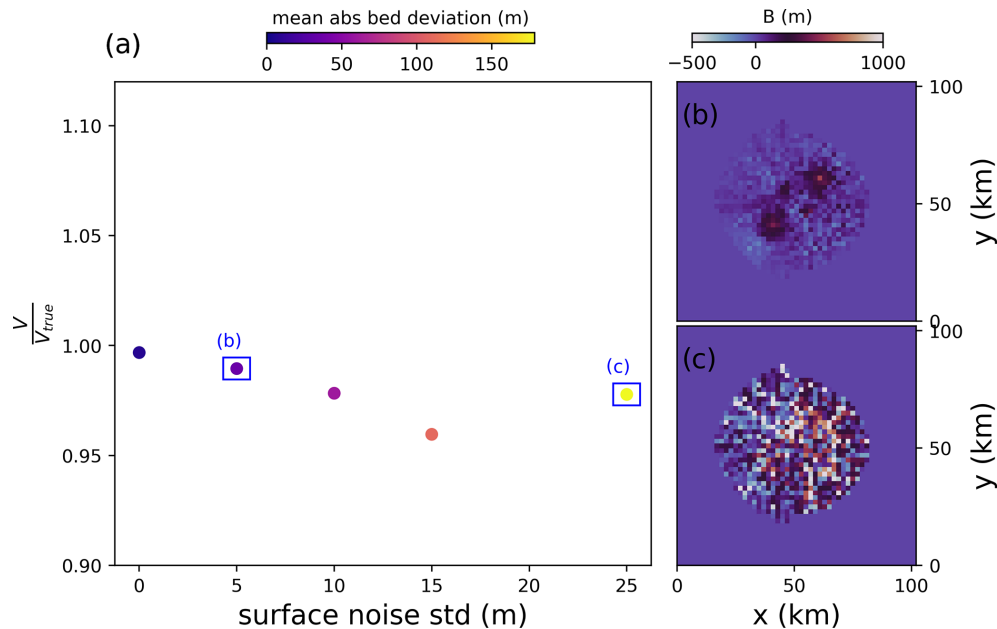 (a)
mean abs bed deviation (m)
0 50 100 150
B (m)
−500 0 1000
1.10
1.05
1.00
0.95
0.90
V
V_true
(b)
(c)
0 5 10 15 20 25
surface noise std (m)
(b)
100
50
0
y (km)
(c)
100
50
0
y (km)
0 50 100
x (km)